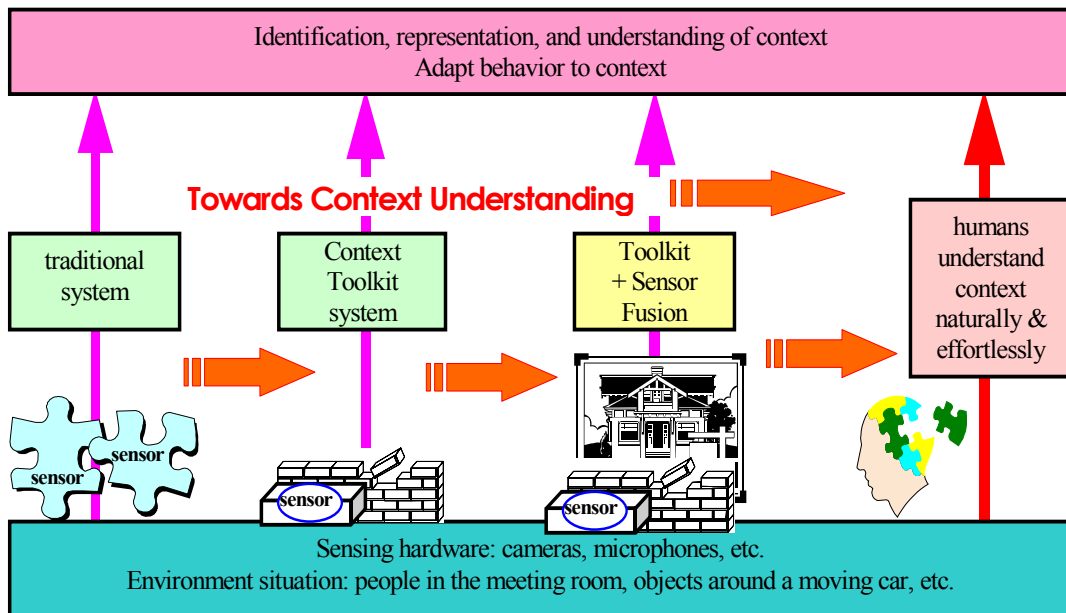 Identification, representation, and understanding of context
Adapt behavior to context
Towards Context Understanding
traditional
system
Context
Toolkit
system
Toolkit
+ Sensor
Fusion
humans
understand
context
naturally &
effortlessly
sensor
sensor
sensor
sensor
Sensing hardware: cameras, microphones, etc.
Environment situation: people in the meeting room, objects around a moving car, etc.